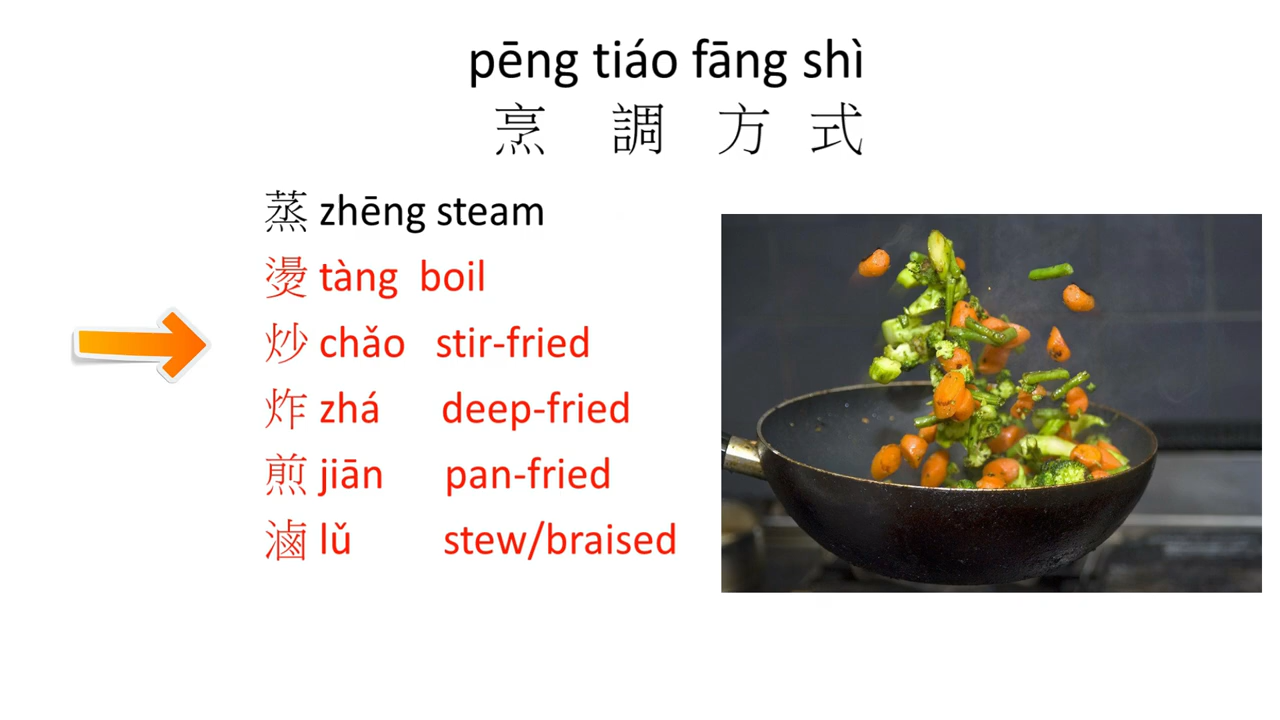 pēng tiáo fāng shì
烹 調 方 式
蒸 zhēng steam
燙 tàng boil
炒 chǎo stir-fried
炸 zhá deep-fried
煎 jiān pan-fried
滷 lǔ stew/braised